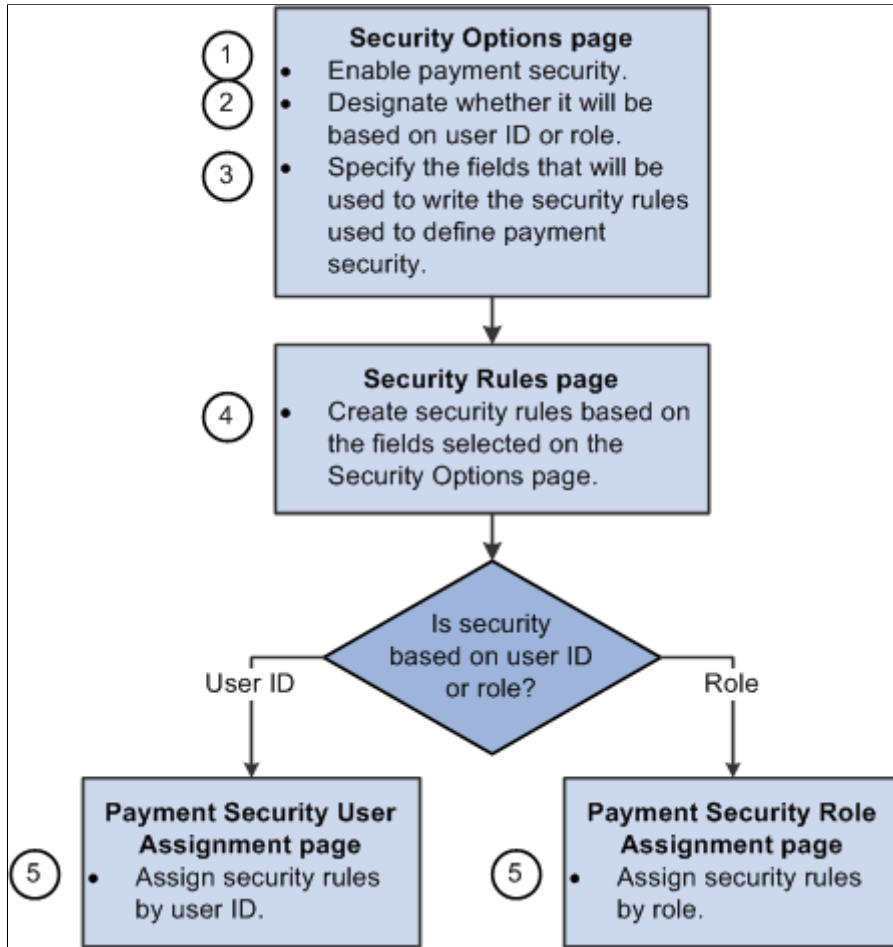 Security Options page
1
• Enable payment security.
2
• Designate whether it will be
based on user ID or role.
3
• Specify the fields that will be
used to write the security rules
used to define payment
security.
Security Rules page
4
• Create security rules based on
the fields selected on the
Security Options page.
Is security
based on user ID
or role?
User ID
Role
Payment Security User
Assignment page
5
• Assign security rules
by user ID.
Payment Security Role
Assignment page
5
• Assign security rules
by role.